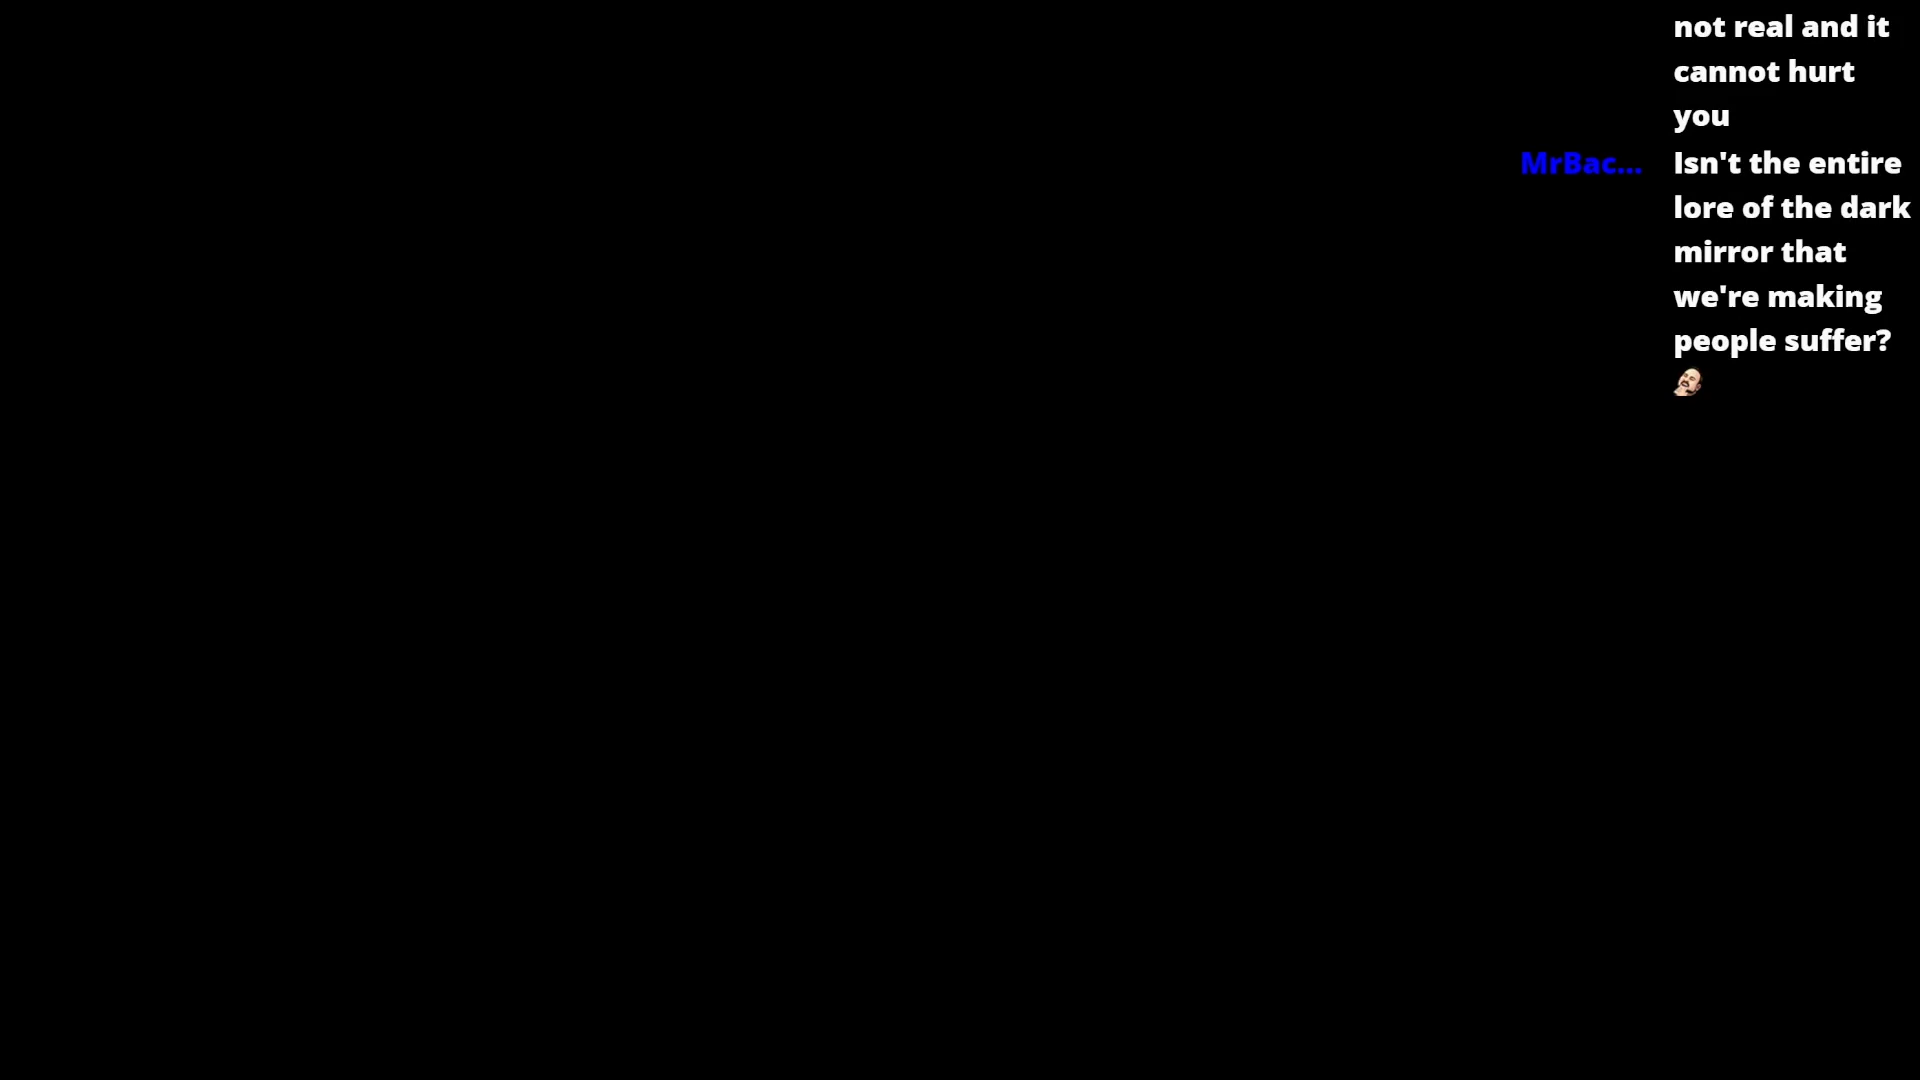 not real and it
cannot hurt
you
MrBac... Isn't the entire
lore of the dark
mirror that
we're making
people suffer?